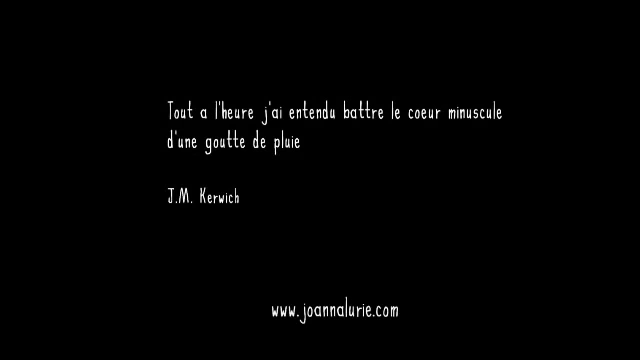 Tout a l'heure j'ai entendu battre le coeur minuscule
d'une goutte de pluie
J.M. Kerwich
www.joannalurie.com